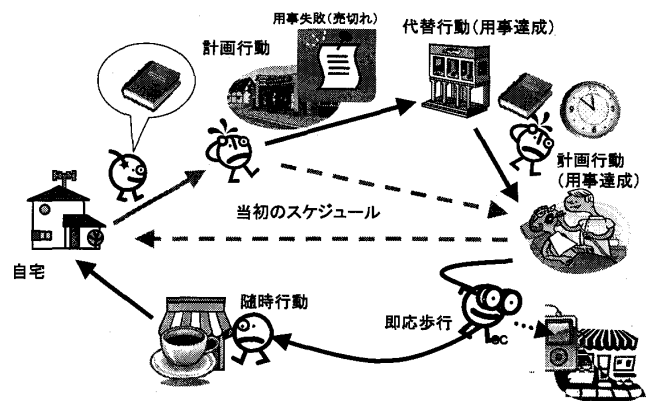 用事失敗(売切れ)
計画行動
代替行動(用事達成)
計画行動
(用事達成)
当初のスケジュール
自宅
随時行動
即応歩行